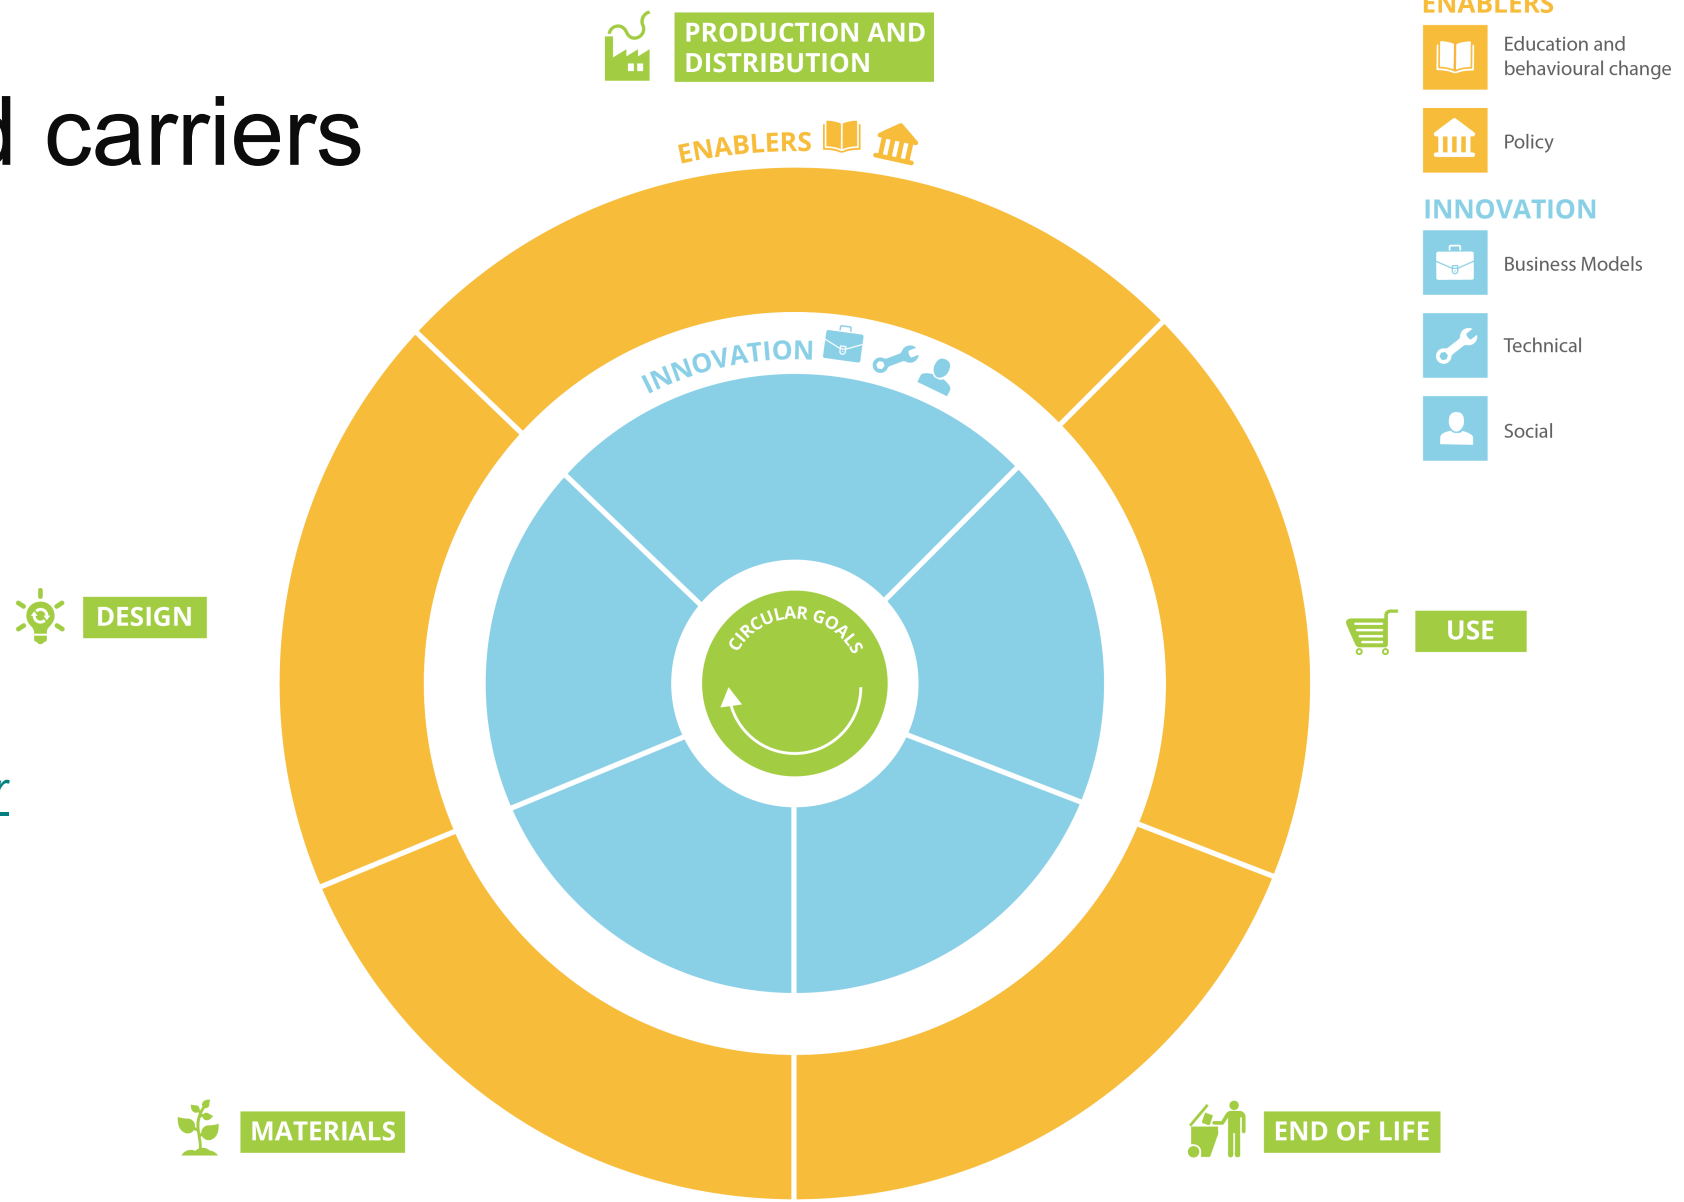 PRODUCTION AND
DISTRIBUTION
carriers
ENABLERS
INNOVATION
CIRCULAR GOALS
DESIGN
USE
MATERIALS
END OF LIFE
ENABLERS
Education and
behavioural change
Policy
INNOVATION
Business Models
Technical
Social